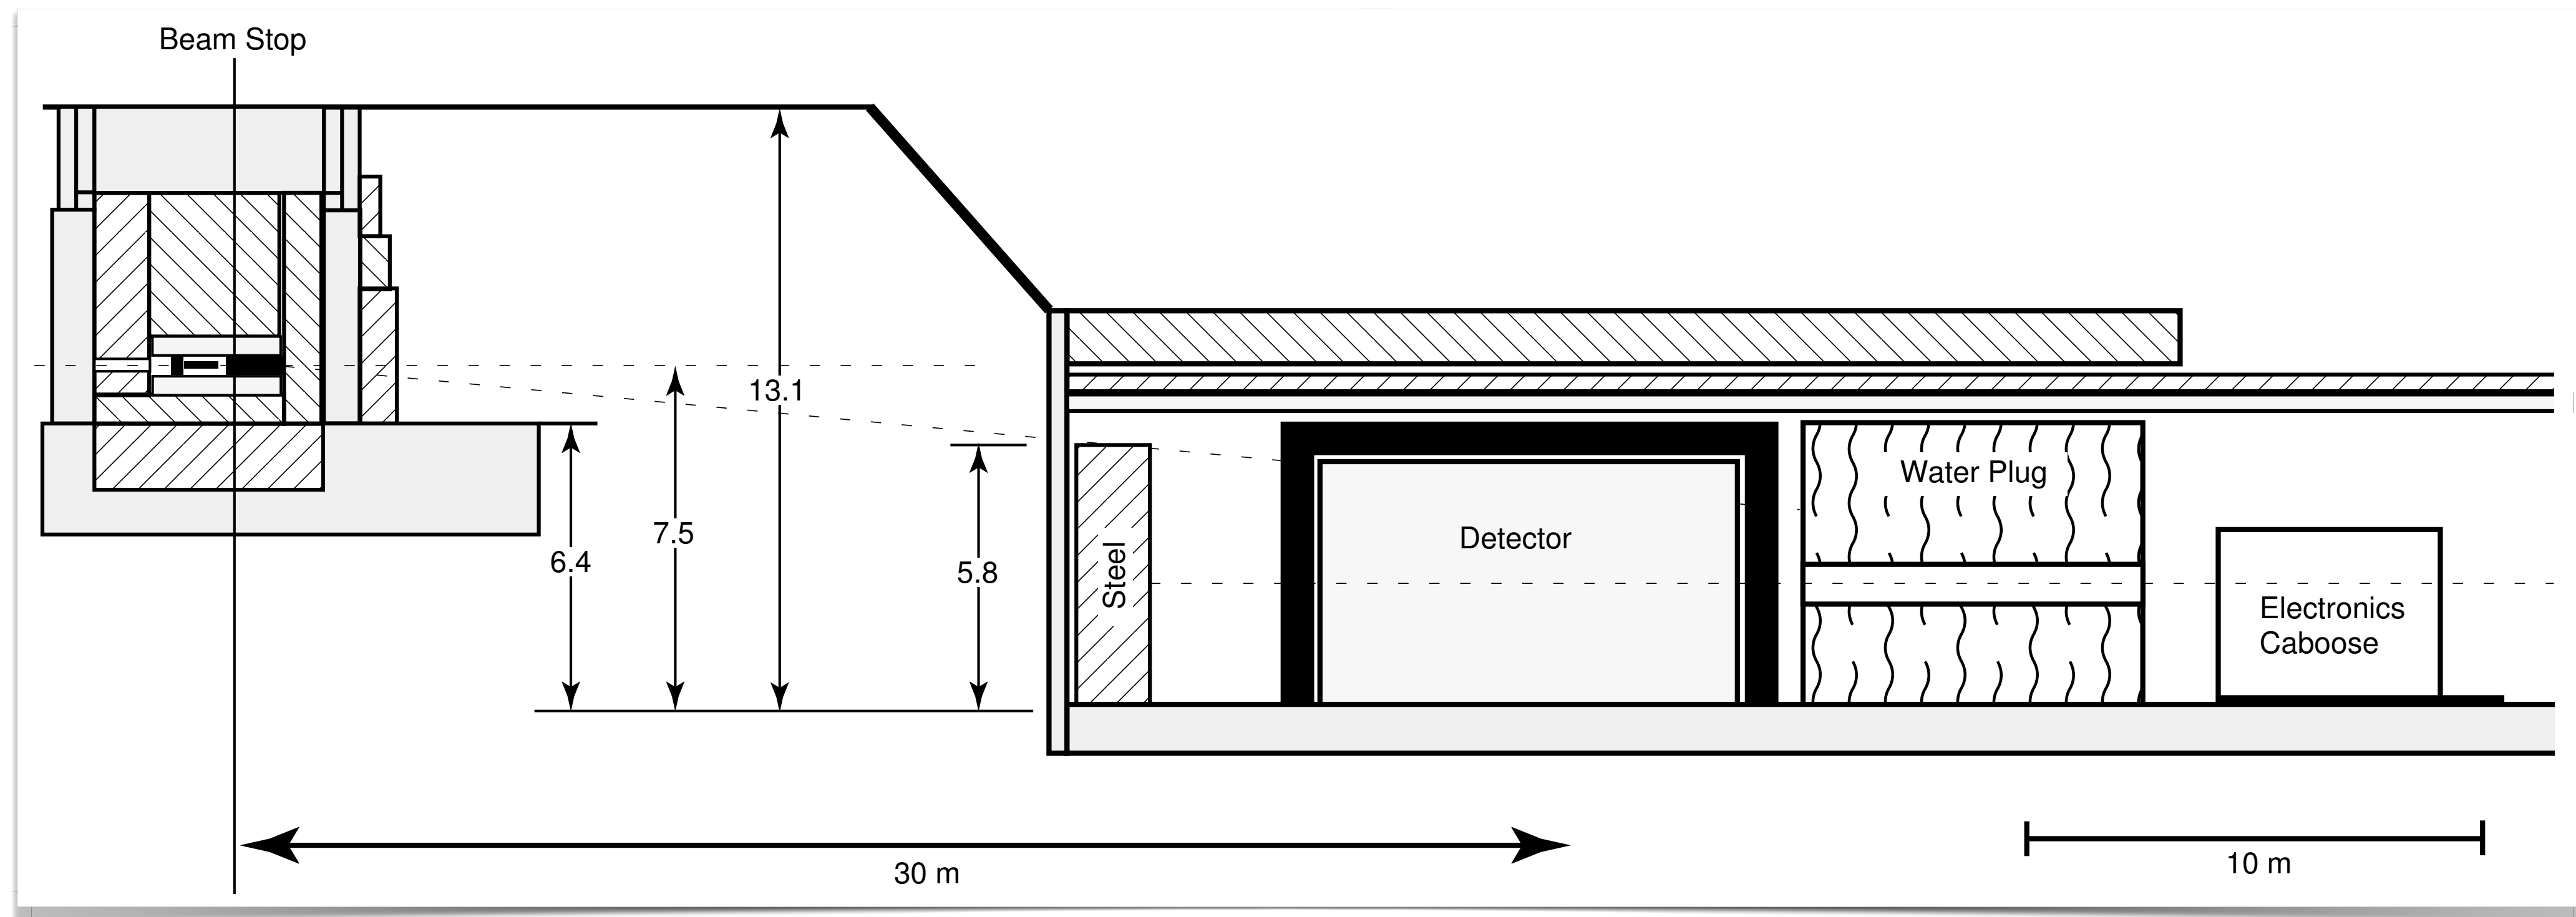 Beam Stop
13.1
7.5
6.4
5.8
Steel
Detector
Water Plug
Electronics
Caboose
30 m
10 m